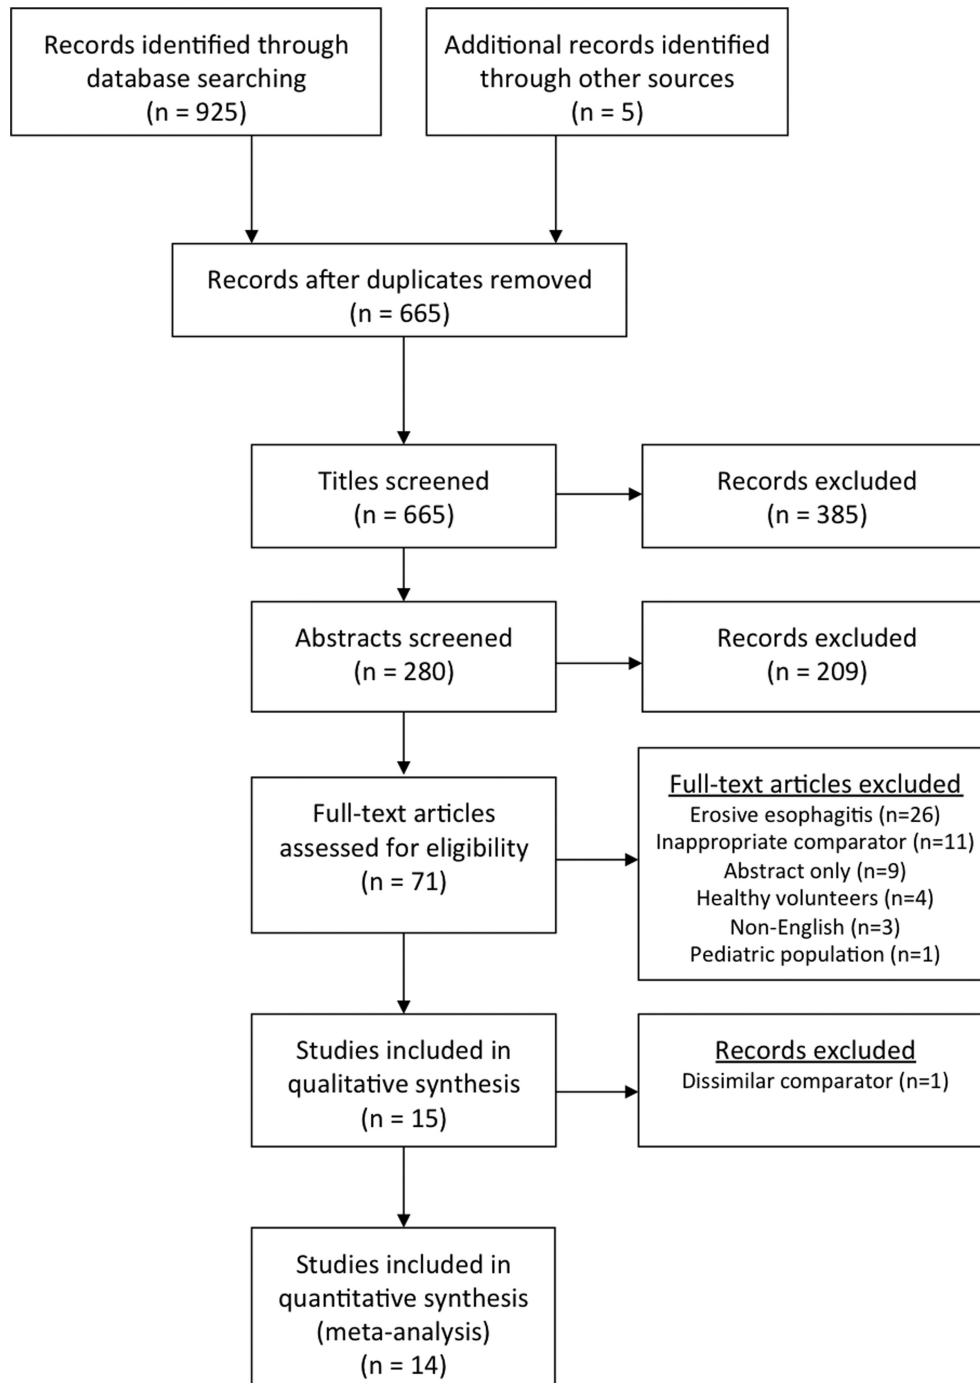 Records identified through
database searching
(n = 925)
Additional records identified
through other sources
(n = 5)
Records after duplicates removed
(n = 665)
Titles screened
(n = 665)
Records excluded
(n = 385)
Abstracts screened
(n = 280)
Records excluded
(n = 209)
Full-text articles
assessed for eligibility
(n = 71)
Full-text articles excluded
Erosive esophagitis (n=26)
Inappropriate comparator (n=11)
Abstract only (n=9)
Healthy volunteers (n=4)
Non-English (n=3)
Pediatric population (n=1)
Studies included in
qualitative synthesis
(n = 15)
Records excluded
Dissimilar comparator (n=1)
Studies included in
quantitative synthesis
(meta-analysis)
(n = 14)